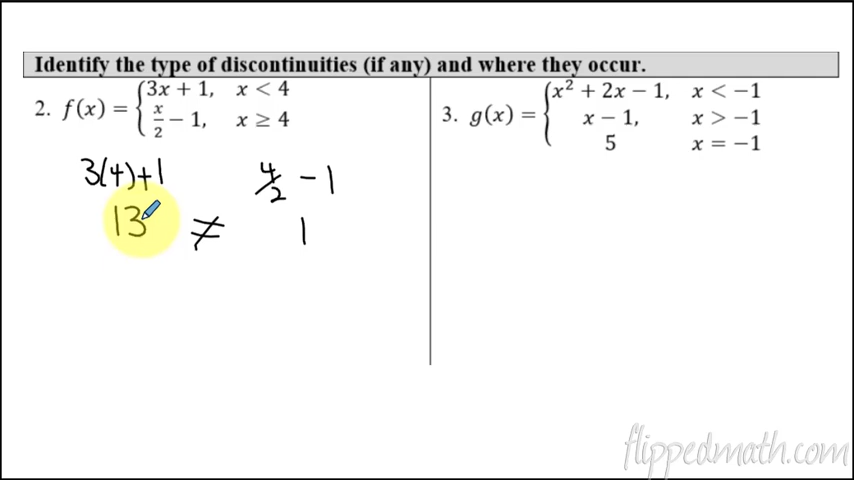 Identify the type of discontinuities (if any) and where they occur.
2. f(x) = { 3x + 1, x < 4
x/2 − 1, x ≥ 4
3(4)+1 4/2 − 1
13 ≠ 1
3. g(x) = { x² + 2x − 1, x < −1
x − 1, x > −1
5 x = −1
flippedmath.com